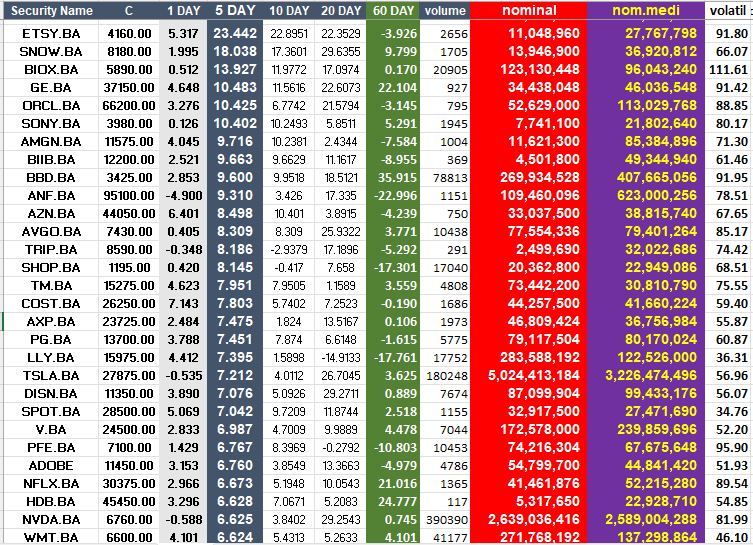 Security Name C 1 DAY 5 DAY 10 DAY 20 DAY 60 DAY volume nominal nom.medi volatil :
ETSY.BA 4160.00 5.317 23.442 22.8951 22.3529 -3.926 2656 11,048,960 27,767,798 91.80
SNOW.BA 8180.00 1.995 18.038 17.3601 29.6355 9.799 1705 13,946,900 36,920,812 66.07
BIOX.BA 5890.00 0.512 13.927 11.9772 17.0974 0.170 20905 123,130,448 96,043,240 111.61
GE.BA 37150.00 4.648 10.483 11.5616 22.6073 22.104 927 34,438,048 46,036,548 91.42
ORCL.BA 66200.00 3.276 10.425 6.7742 21.5794 -3.145 795 52,629,000 113,029,768 88.85
SONY.BA 3980.00 0.126 10.402 10.2493 5.8511 5.291 1945 7,741,100 21,802,640 80.17
AMGN.BA 11575.00 4.045 9.716 10.2381 2.4344 -7.584 1004 11,621,300 85,384,896 71.30
BIIB.BA 12200.00 2.521 9.663 9.6629 11.1617 -8.955 369 4,501,800 49,344,940 61.46
BBD.BA 3425.00 2.853 9.600 9.9518 18.5121 35.915 78813 269,934,528 407,665,056 91.95
ANF.BA 95100.00 -4.900 9.310 3.426 17.335 -22.996 1151 109,460,096 623,000,256 78.51
AZN.BA 44050.00 6.401 8.498 10.401 3.8915 -4.239 750 33,037,500 38,815,740 67.65
AVGO.BA 7430.00 0.405 8.309 8.309 25.9322 3.771 10438 77,554,336 79,401,264 85.17
TRIP.BA 8590.00 -0.348 8.186 -2.9379 17.1896 -5.292 291 2,499,690 32,022,686 74.42
SHOP.BA 1195.00 0.420 8.145 -0.417 7.658 -17.301 17040 20,362,800 22,949,086 68.51
TM.BA 15275.00 4.623 7.951 7.9505 1.1589 3.559 4808 73,442,200 30,810,790 75.55
COST.BA 26250.00 7.143 7.803 5.7402 7.2523 -0.190 1686 44,257,500 41,660,224 59.40
AXP.BA 23725.00 2.484 7.475 1.824 13.5167 0.106 1973 46,809,424 36,756,984 55.87
PG.BA 13700.00 3.788 7.451 7.874 6.6148 -1.615 5775 79,117,504 80,170,024 60.87
LLY.BA 15975.00 4.412 7.395 1.5898 -14.9133 -17.761 17752 283,588,192 122,526,000 36.31
TSLA.BA 27875.00 -0.535 7.212 4.0112 26.7045 3.625 180248 5,024,413,184 3,226,474,496 56.96
DISN.BA 11350.00 3.890 7.076 5.0926 29.2711 0.889 7674 87,099,904 99,433,176 56.07
SPOT.BA 28500.00 5.069 7.042 9.7209 11.8744 2.518 1155 32,917,500 27,471,690 34.76
V.BA 24500.00 2.833 6.987 4.7009 9.9889 4.478 7044 172,578,000 239,859,696 52.20
PFE.BA 7100.00 1.429 6.767 8.3969 -0.2792 -10.803 10453 74,216,304 67,675,648 95.90
ADOBE 11450.00 3.153 6.760 3.8549 13.3663 -4.979 4786 54,799,700 44,841,420 51.93
NFLX.BA 30375.00 2.966 6.673 5.1948 10.0543 21.016 1365 41,461,876 52,215,280 89.54
HDB.BA 45450.00 3.296 6.628 7.0671 5.2083 24.777 117 5,317,650 22,928,710 54.85
NVDA.BA 6760.00 -0.588 6.625 3.8402 29.2543 0.745 390390 2,639,036,416 2,589,004,288 81.99
WMT.BA 6600.00 4.101 6.624 5.4313 5.2633 4.101 41177 271,768,192 137,298,864 46.10